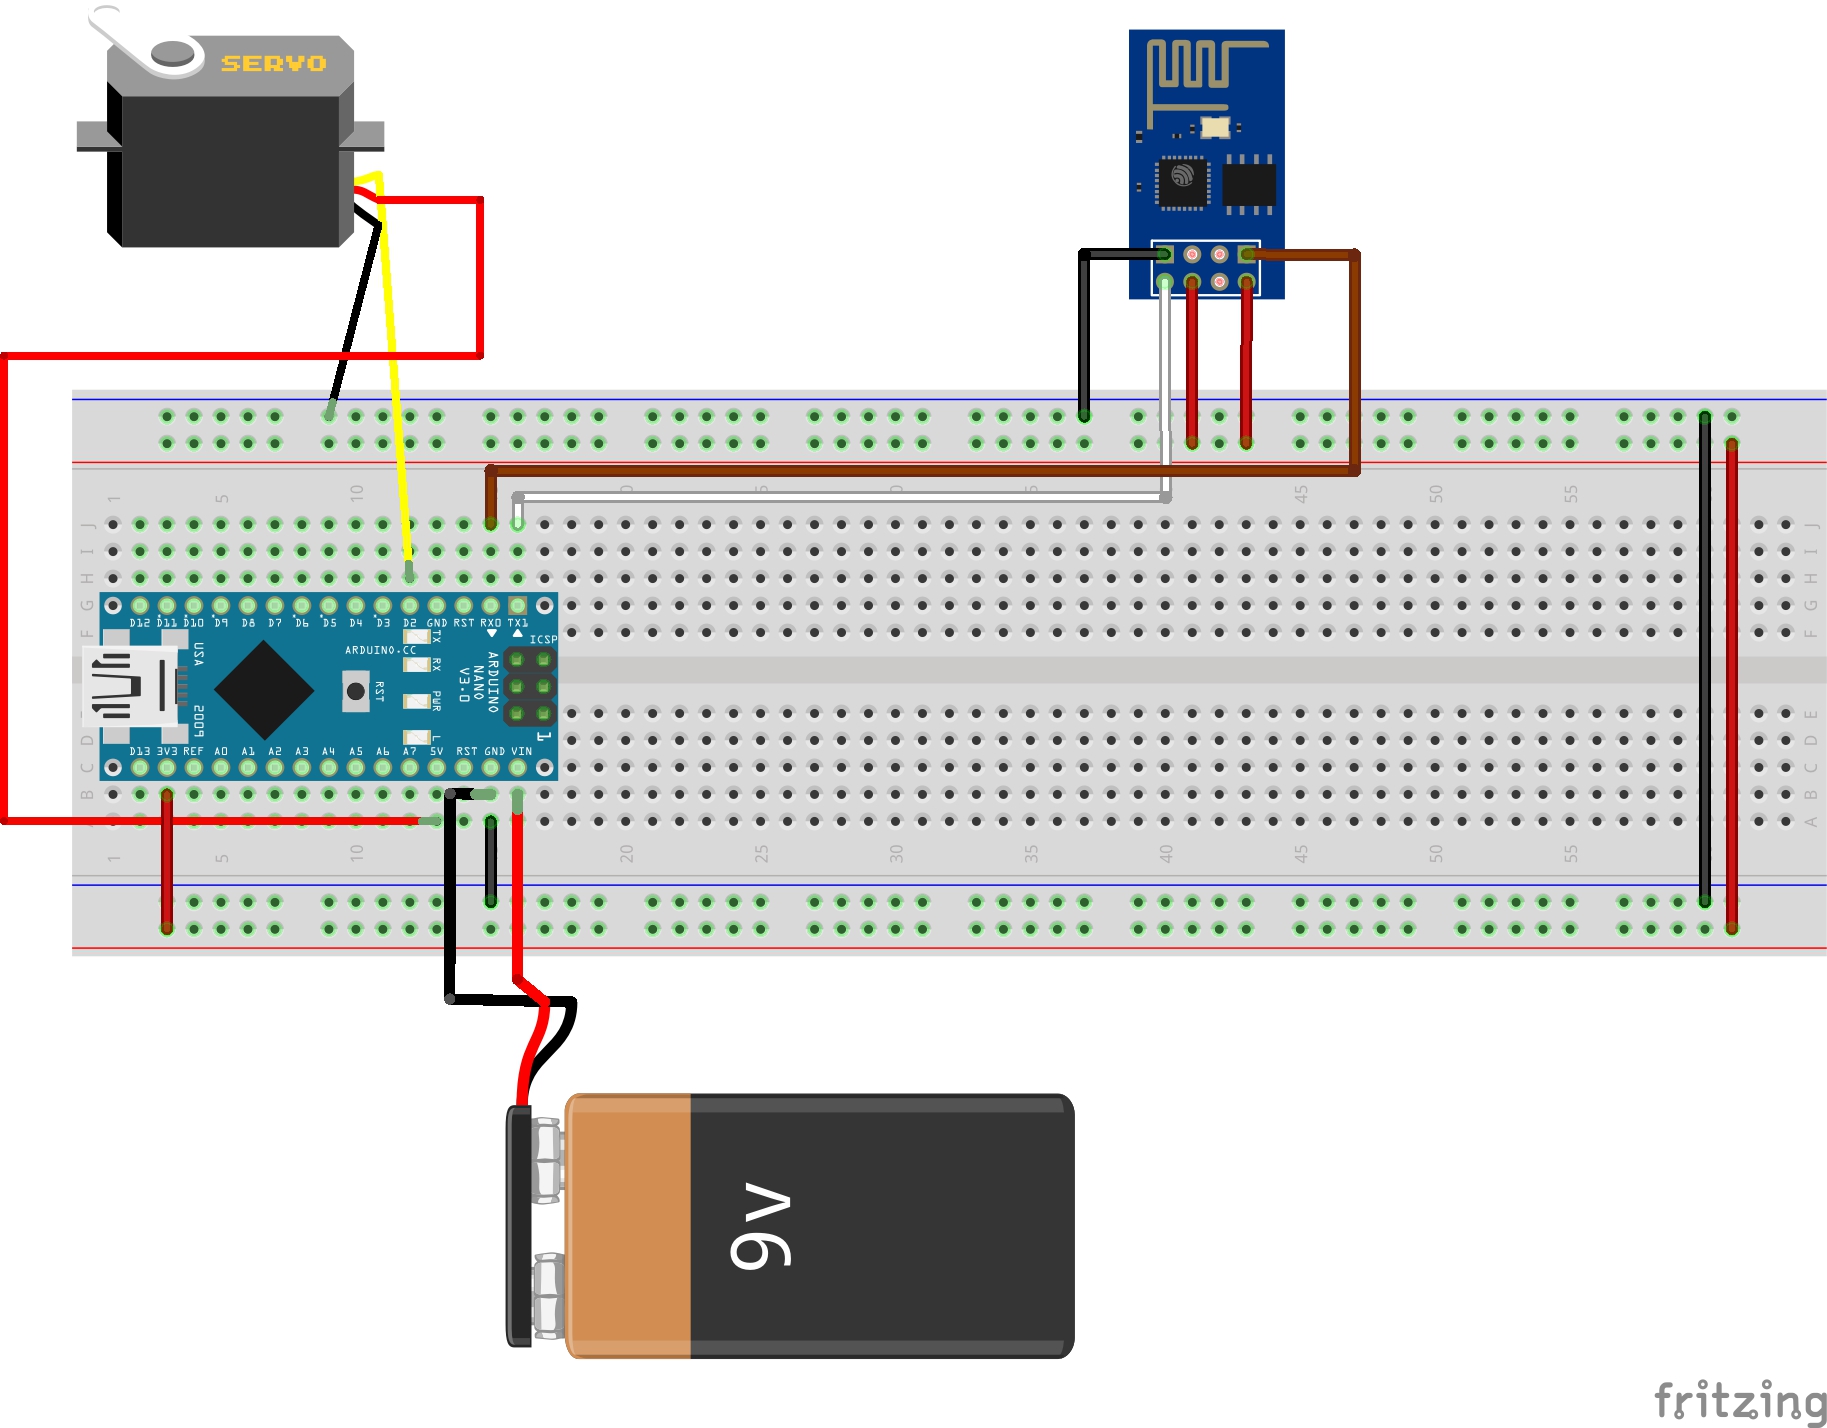 SERVO
1 5 10 0 5 5 45 50 55
J J
I I
H H
G G
F F
D12 D11 D10 D9 D8 D7 D6 D5 D4 D3 D2 GND RST RX0 TX1
ICSP
ARDUINO.CC
TX
RX
PWR
L
USA
2009
RST
ARDUINO
NANO
V3.0
1
D13 3V3 REF A0 A1 A2 A3 A4 A5 A6 A7 5V RST GND VIN
E
D D
C C
B B
A
1 5 10 20 25 30 35 40 45 50 55
9v
fritzing